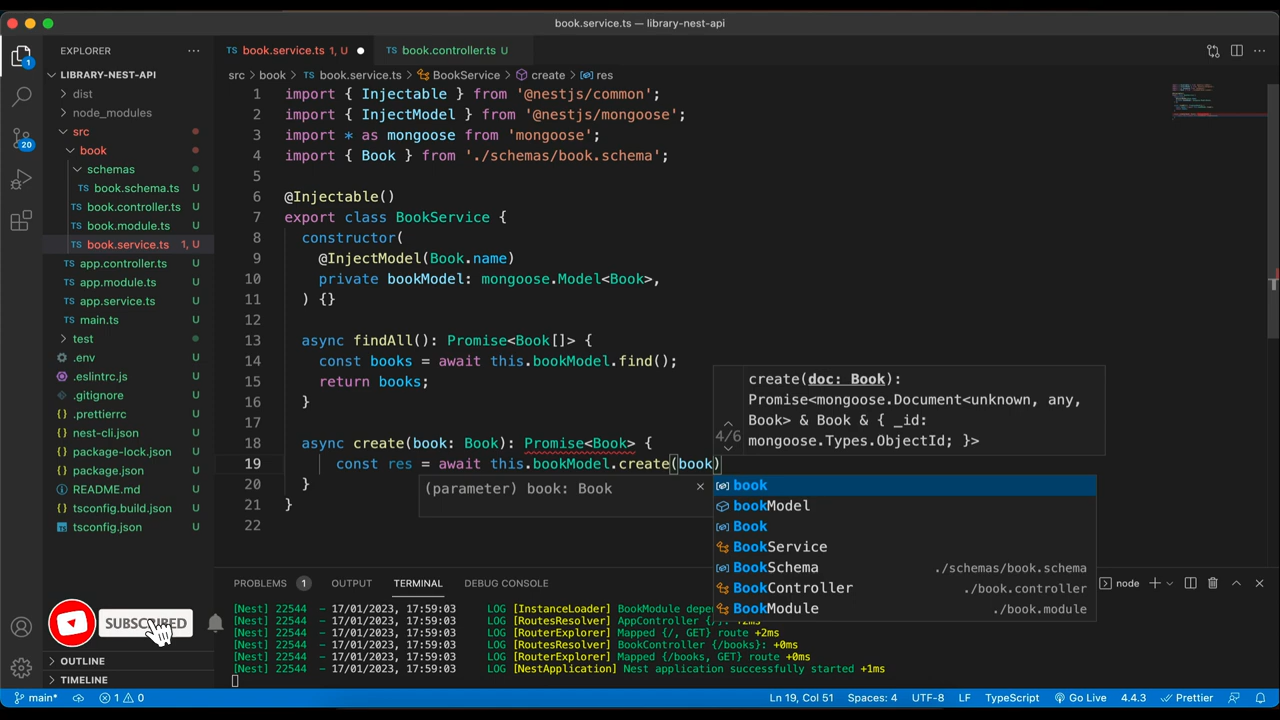 book.service.ts — library-nest-api
EXPLORER
book.service.ts 1, U
book.controller.ts U
LIBRARY-NEST-API
src > book > TS book.service.ts > BookService > create > res
dist
node_modules
src
book
schemas
TS book.schema.ts U
TS book.controller.ts U
TS book.module.ts U
TS book.service.ts 1, U
TS app.controller.ts U
TS app.module.ts U
TS app.service.ts U
TS main.ts U
test
.env U
.eslintrc.js U
.gitignore U
.prettierrc U
nest-cli.json U
package-lock.json U
package.json U
README.md U
tsconfig.build.json U
tsconfig.json U
OUTLINE
TIMELINE
1 import { Injectable } from '@nestjs/common';
2 import { InjectModel } from '@nestjs/mongoose';
3 import * as mongoose from 'mongoose';
4 import { Book } from './schemas/book.schema';
5
6 @Injectable()
7 export class BookService {
8 constructor(
9 @InjectModel(Book.name)
10 private bookModel: mongoose.Model<Book>,
11 ) {}
12
13 async findAll(): Promise<Book[]> {
14 const books = await this.bookModel.find();
15 return books;
16 }
17
18 async create(book: Book): Promise<Book> {
19 const res = await this.bookModel.create(book)
20 }
21 }
22
create(doc: Book):
Promise<mongoose.Document<unknown, any,
4/6 Book> & Book & { _id:
mongoose.Types.ObjectId; }>
(parameter) book: Book
book
bookModel
Book
BookService
BookSchema ./schemas/book.schema
BookController ./book.controller
BookModule ./book.module
PROBLEMS 1 OUTPUT TERMINAL DEBUG CONSOLE
node
[Nest] 22544 - 17/01/2023, 17:59:03 LOG [InstanceLoader] BookModule depe
[Nest] 22544 - 17/01/2023, 17:59:03 LOG [RoutesResolver] AppController {/}: +2ms
[Nest] 22544 - 17/01/2023, 17:59:03 LOG [RouterExplorer] Mapped {/, GET} route +2ms
[Nest] 22544 - 17/01/2023, 17:59:03 LOG [RoutesResolver] BookController {/books}: +0ms
[Nest] 22544 - 17/01/2023, 17:59:03 LOG [RouterExplorer] Mapped {/books, GET} route +0ms
[Nest] 22544 - 17/01/2023, 17:59:03 LOG [NestApplication] Nest application successfully started +1ms
SUBSCRIBED
1
20
main* 1 0 Ln 19, Col 51 Spaces: 4 UTF-8 LF TypeScript Go Live 4.4.3 Prettier